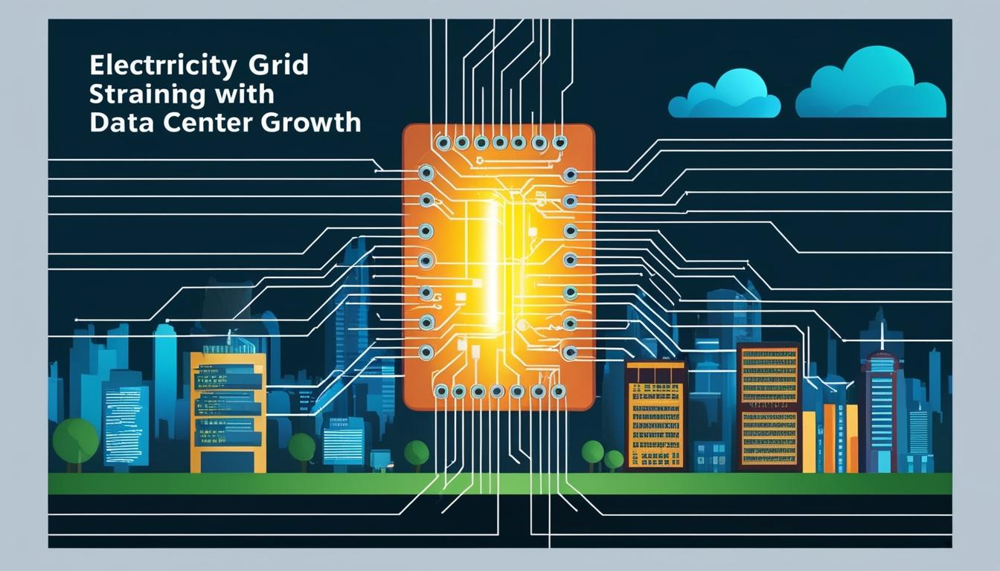 Electrricity Grid
Straining with
Data Center Growth